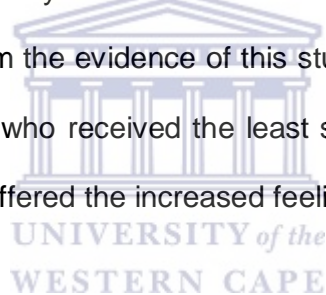 m the evidence of this stu
who received the least s
ffered the increased feeli
UNIVERSITY of the
WESTERN CAPE